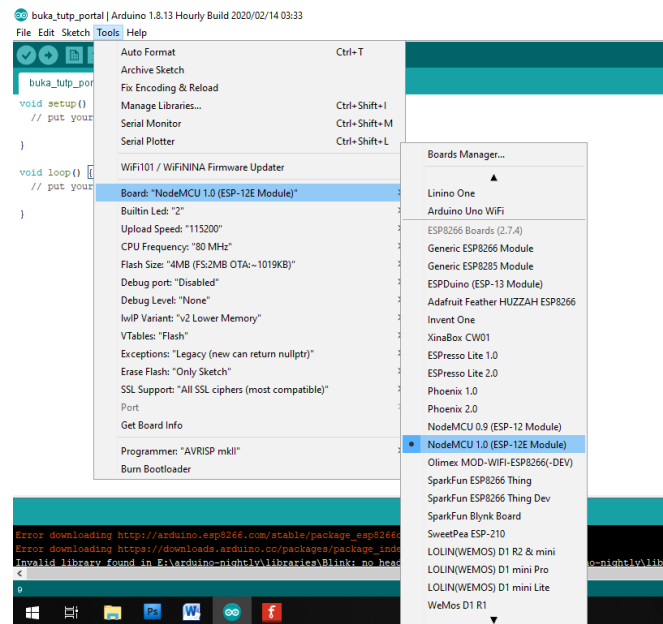 buka_tutp_portal | Arduino 1.8.13 Hourly Build 2020/02/14 03:33
File Edit Sketch Tools Help
buka_tutp_por
void setup()
// put your
}
void loop() {
// put your
}
Auto Format Ctrl+T
Archive Sketch
Fix Encoding & Reload
Manage Libraries... Ctrl+Shift+I
Serial Monitor Ctrl+Shift+M
Serial Plotter Ctrl+Shift+L
WiFi101 / WiFiNINA Firmware Updater
Board: "NodeMCU 1.0 (ESP-12E Module)"
Builtin Led: "2"
Upload Speed: "115200"
CPU Frequency: "80 MHz"
Flash Size: "4MB (FS:2MB OTA:~1019KB)"
Debug port: "Disabled"
Debug Level: "None"
lwIP Variant: "v2 Lower Memory"
VTables: "Flash"
Exceptions: "Legacy (new can return nullptr)"
Erase Flash: "Only Sketch"
SSL Support: "All SSL ciphers (most compatible)"
Port
Get Board Info
Programmer: "AVRISP mkII"
Burn Bootloader
Boards Manager...
Linino One
Arduino Uno WiFi
ESP8266 Boards (2.7.4)
Generic ESP8266 Module
Generic ESP8285 Module
ESPDuino (ESP-13 Module)
Adafruit Feather HUZZAH ESP8266
Invent One
XinaBox CW01
ESPresso Lite 1.0
ESPresso Lite 2.0
Phoenix 1.0
Phoenix 2.0
NodeMCU 0.9 (ESP-12 Module)
NodeMCU 1.0 (ESP-12E Module)
Olimex MOD-WIFI-ESP8266(-DEV)
SparkFun ESP8266 Thing
SparkFun ESP8266 Thing Dev
SparkFun Blynk Board
SweetPea ESP-210
LOLIN(WEMOS) D1 R2 & mini
LOLIN(WEMOS) D1 mini Pro
LOLIN(WEMOS) D1 mini Lite
WeMos D1 R1
Error downloading http://arduino.esp8266.com/stable/package_esp8266
Error downloading https://downloads.arduino.cc/packages/package_inde
Invalid library found in E:\arduino-nightly\libraries\Blink: no head o-nightly\lib
9
Ps
W